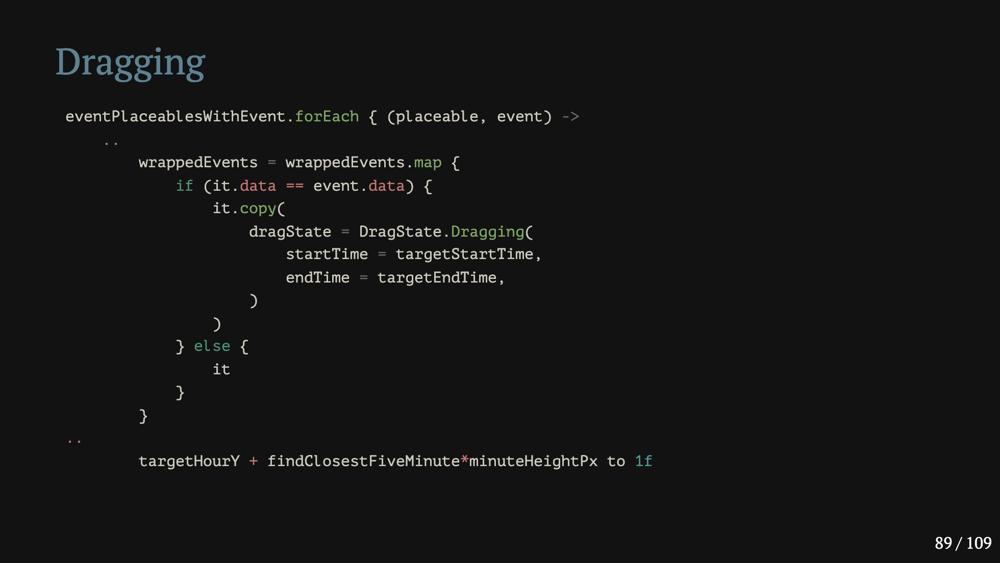 Dragging
eventPlaceablesWithEvent.forEach { (placeable, event) ->
    ..
        wrappedEvents = wrappedEvents.map {
            if (it.data == event.data) {
                it.copy(
                    dragState = DragState.Dragging(
                        startTime = targetStartTime,
                        endTime = targetEndTime,
                    )
                )
            } else {
                it
            }
        }
..
        targetHourY + findClosestFiveMinute*minuteHeightPx to 1f
89 / 109